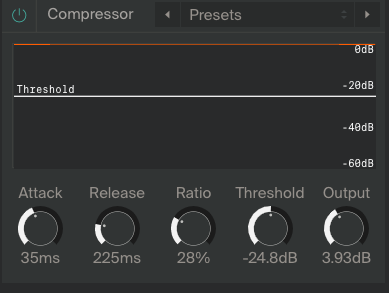 Compressor
Presets
0dB
Threshold
-20dB
-40dB
-60dB
Attack Release Ratio Threshold Output
35ms 225ms 28% -24.8dB 3.93dB